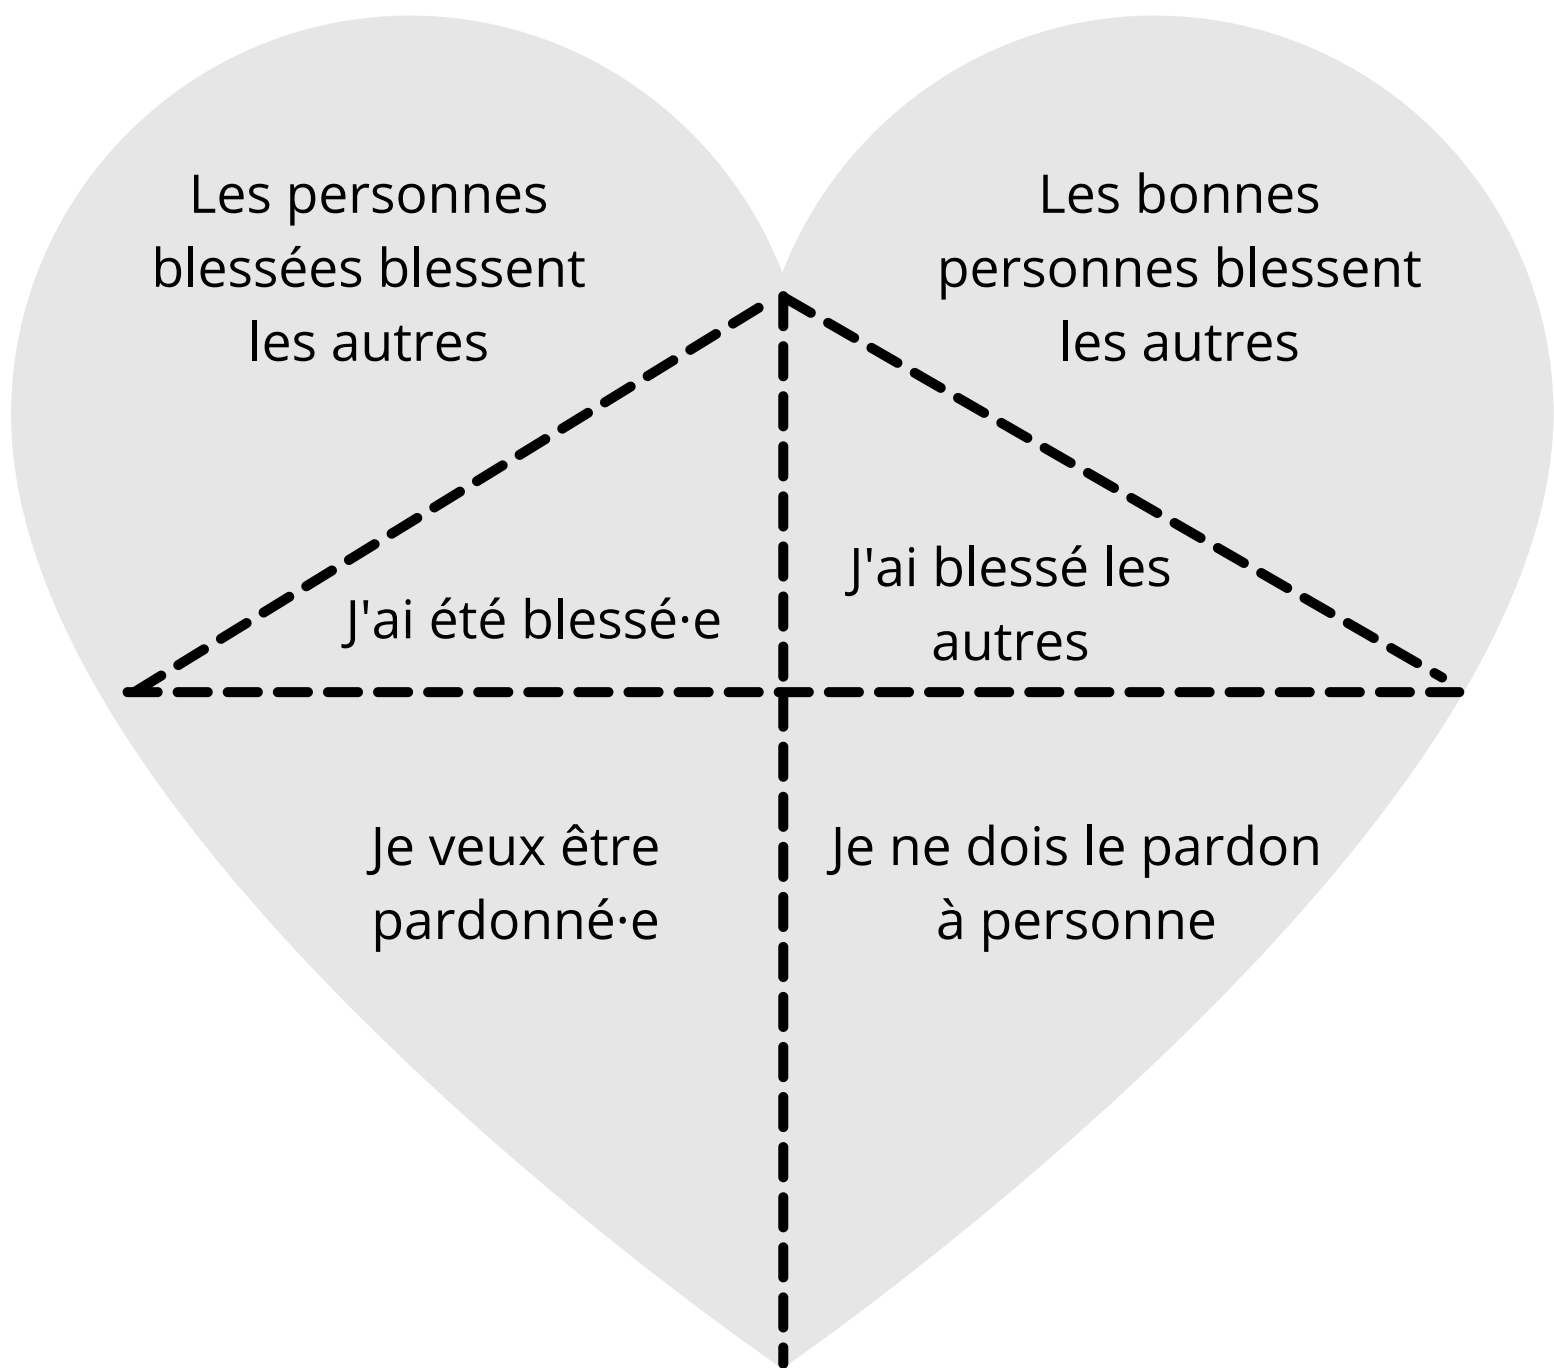 Les personnes
blessées blessent
les autres
Les bonnes
personnes blessent
les autres
J'ai été blessé·e
J'ai blessé les
autres
Je veux être
pardonné·e
Je ne dois le pardon
à personne